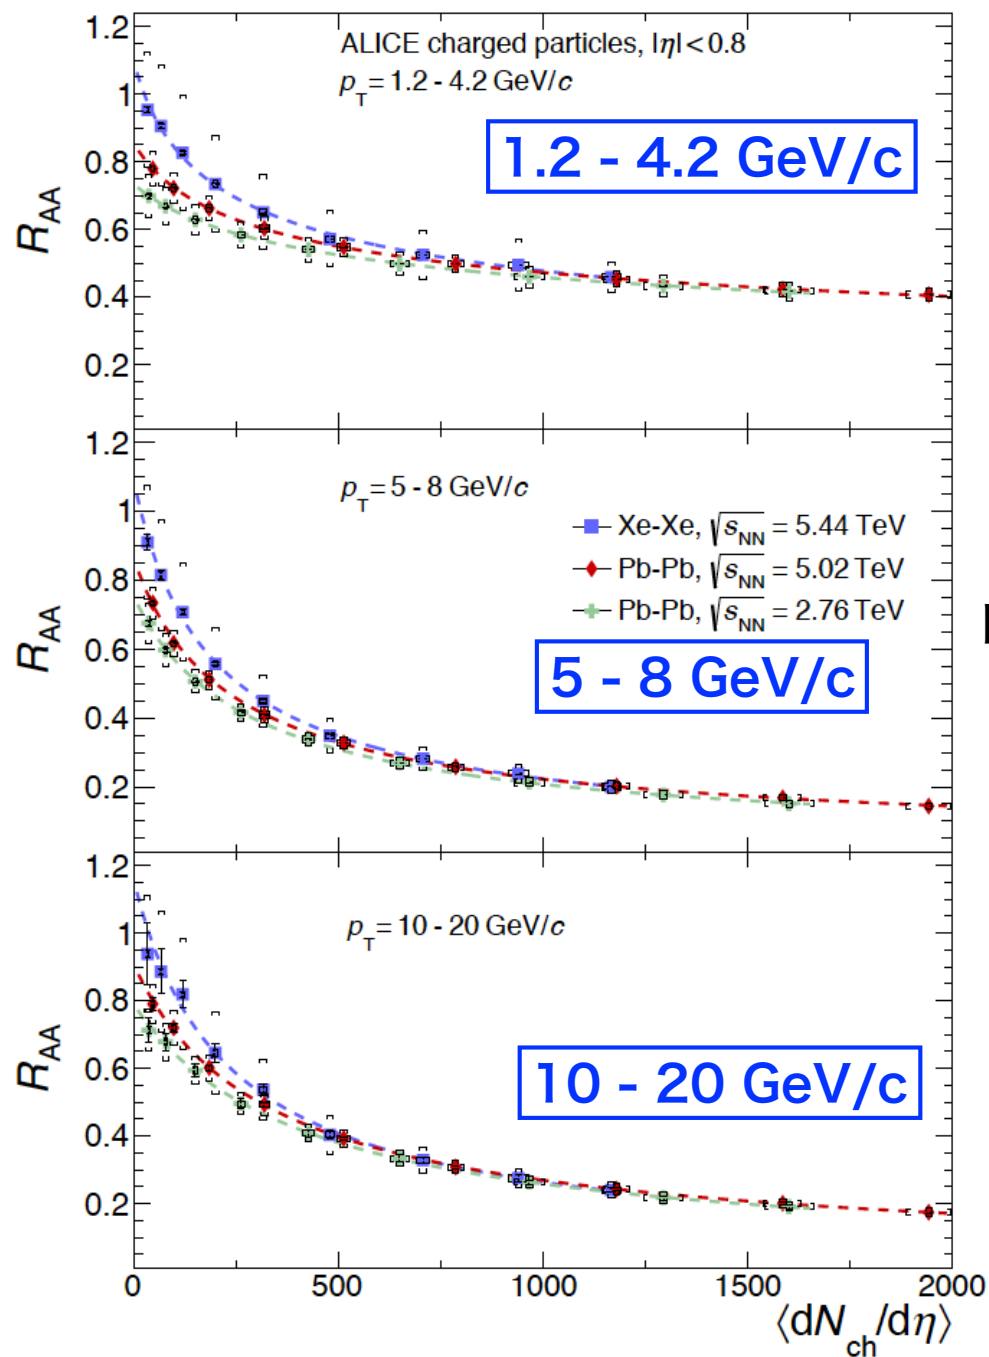 1.2
ALICE charged particles, |η|<0.8
p_T = 1.2 - 4.2 GeV/c
1
1.2 - 4.2 GeV/c
0.8
R_AA
0.6
0.4
0.2
1.2
p_T = 5 - 8 GeV/c
1
Xe-Xe, √s_NN = 5.44 TeV
0.8
Pb-Pb, √s_NN = 5.02 TeV
Pb-Pb, √s_NN = 2.76 TeV
R_AA
0.6
5 - 8 GeV/c
0.4
0.2
1.2
1
p_T = 10 - 20 GeV/c
0.8
R_AA
0.6
10 - 20 GeV/c
0.4
0.2
0 500 1000 1500 2000
⟨dN_ch/dη⟩